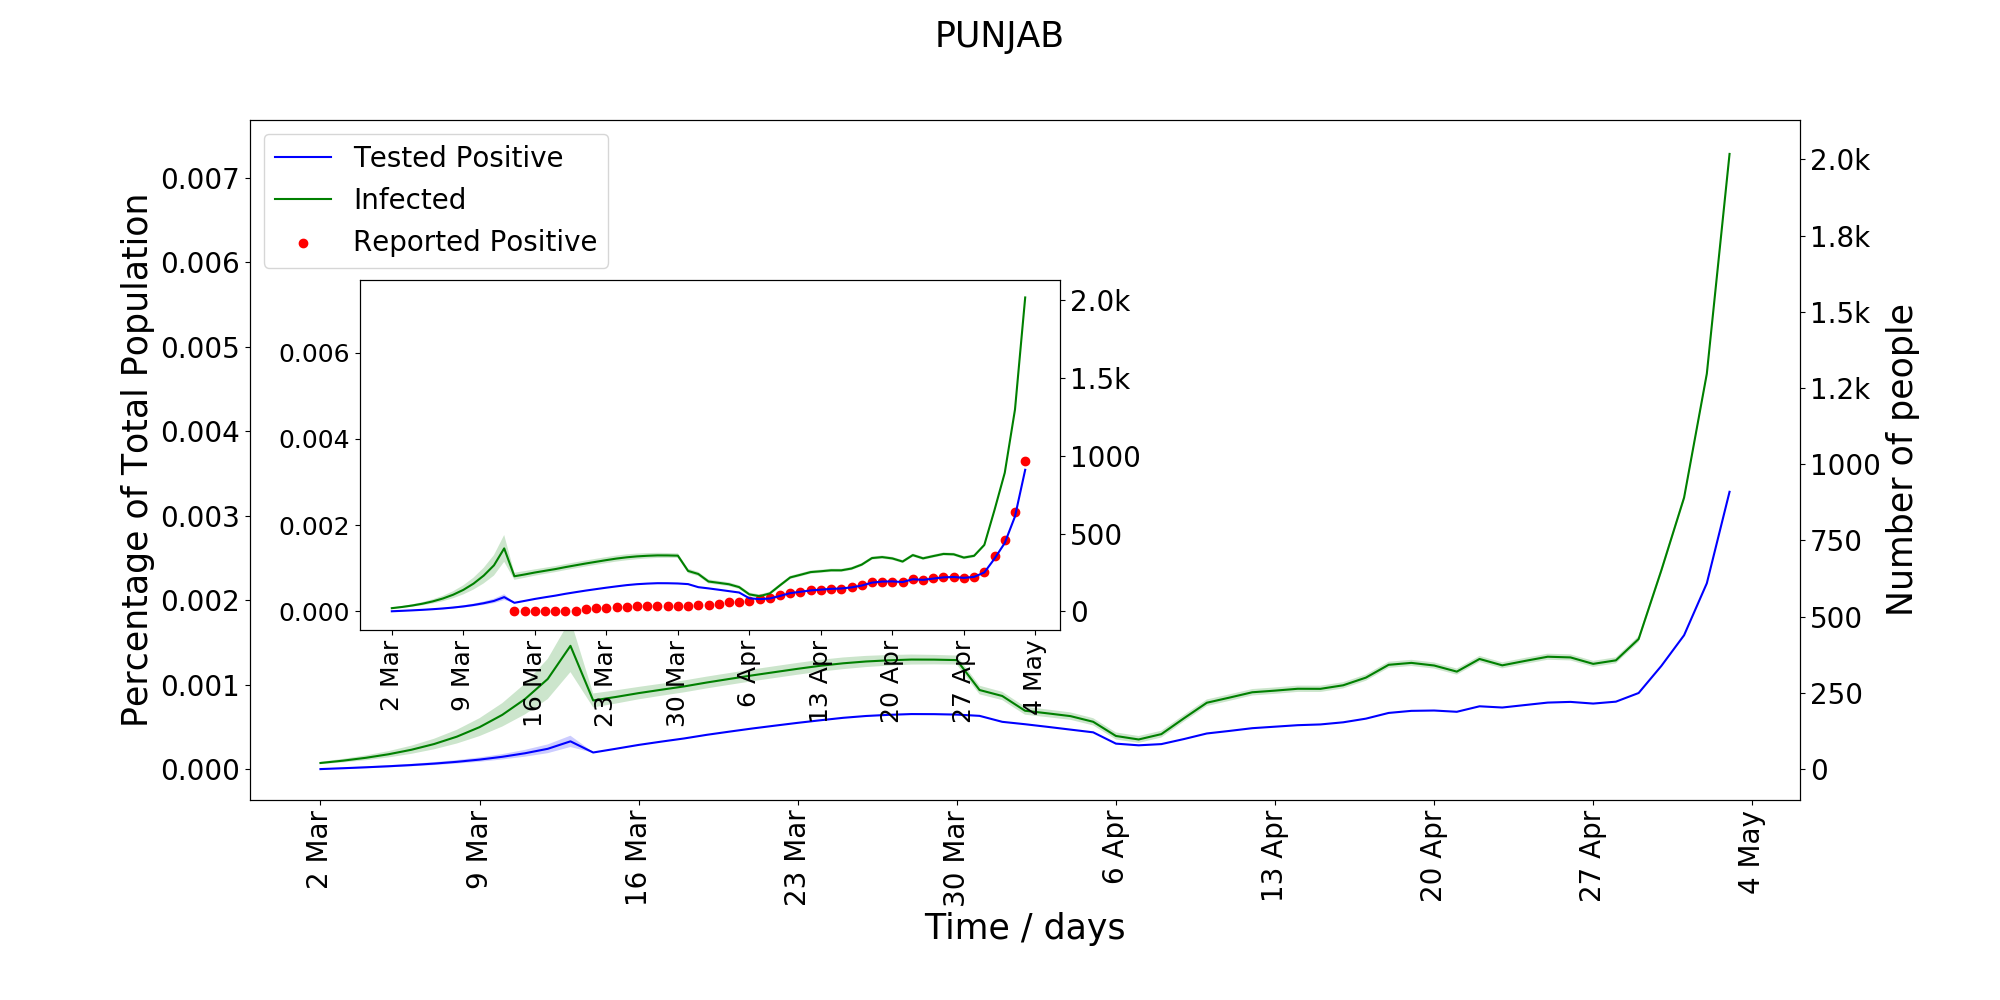 PUNJAB
Tested Positive
Infected
Reported Positive
Percentage of Total Population
0.007
0.006
0.005
0.004
0.003
0.002
0.001
0.000
2.0k
1.8k
1.5k
1.2k
1000
750
500
250
0
Number of people
0.006
0.004
0.002
0.000
2.0k
1.5k
1000
500
0
2 Mar
9 Mar
16 Mar
23 Mar
30 Mar
6 Apr
13 Apr
20 Apr
27 Apr
4 May
2 Mar
9 Mar
16 Mar
23 Mar
30 Mar
6 Apr
13 Apr
20 Apr
27 Apr
4 May
Time / days